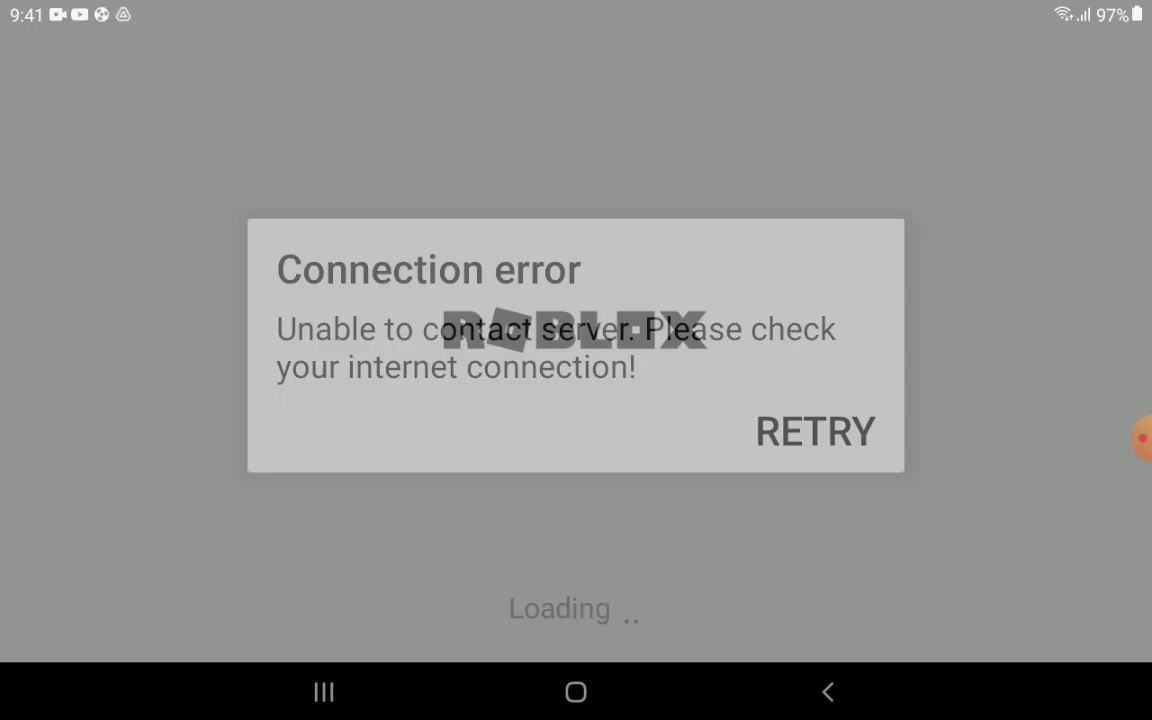 9:41
97%
Connection error
ROBLOX
Unable to contact server. Please check
your internet connection!
RETRY
Loading ..